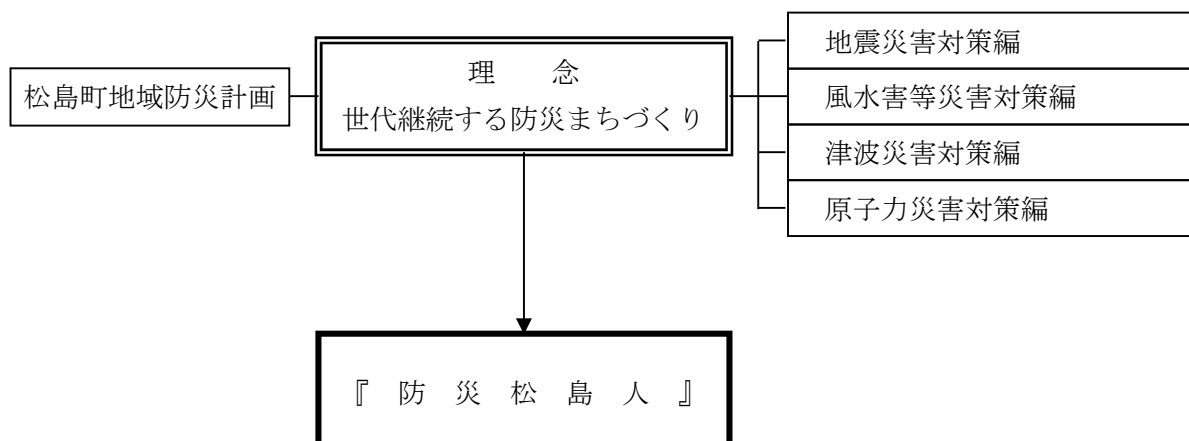 松島町地域防災計画
理　　念
世代継続する防災まちづくり
地震災害対策編
風水害等災害対策編
津波災害対策編
原子力災害対策編
『　防　災　松　島　人　』